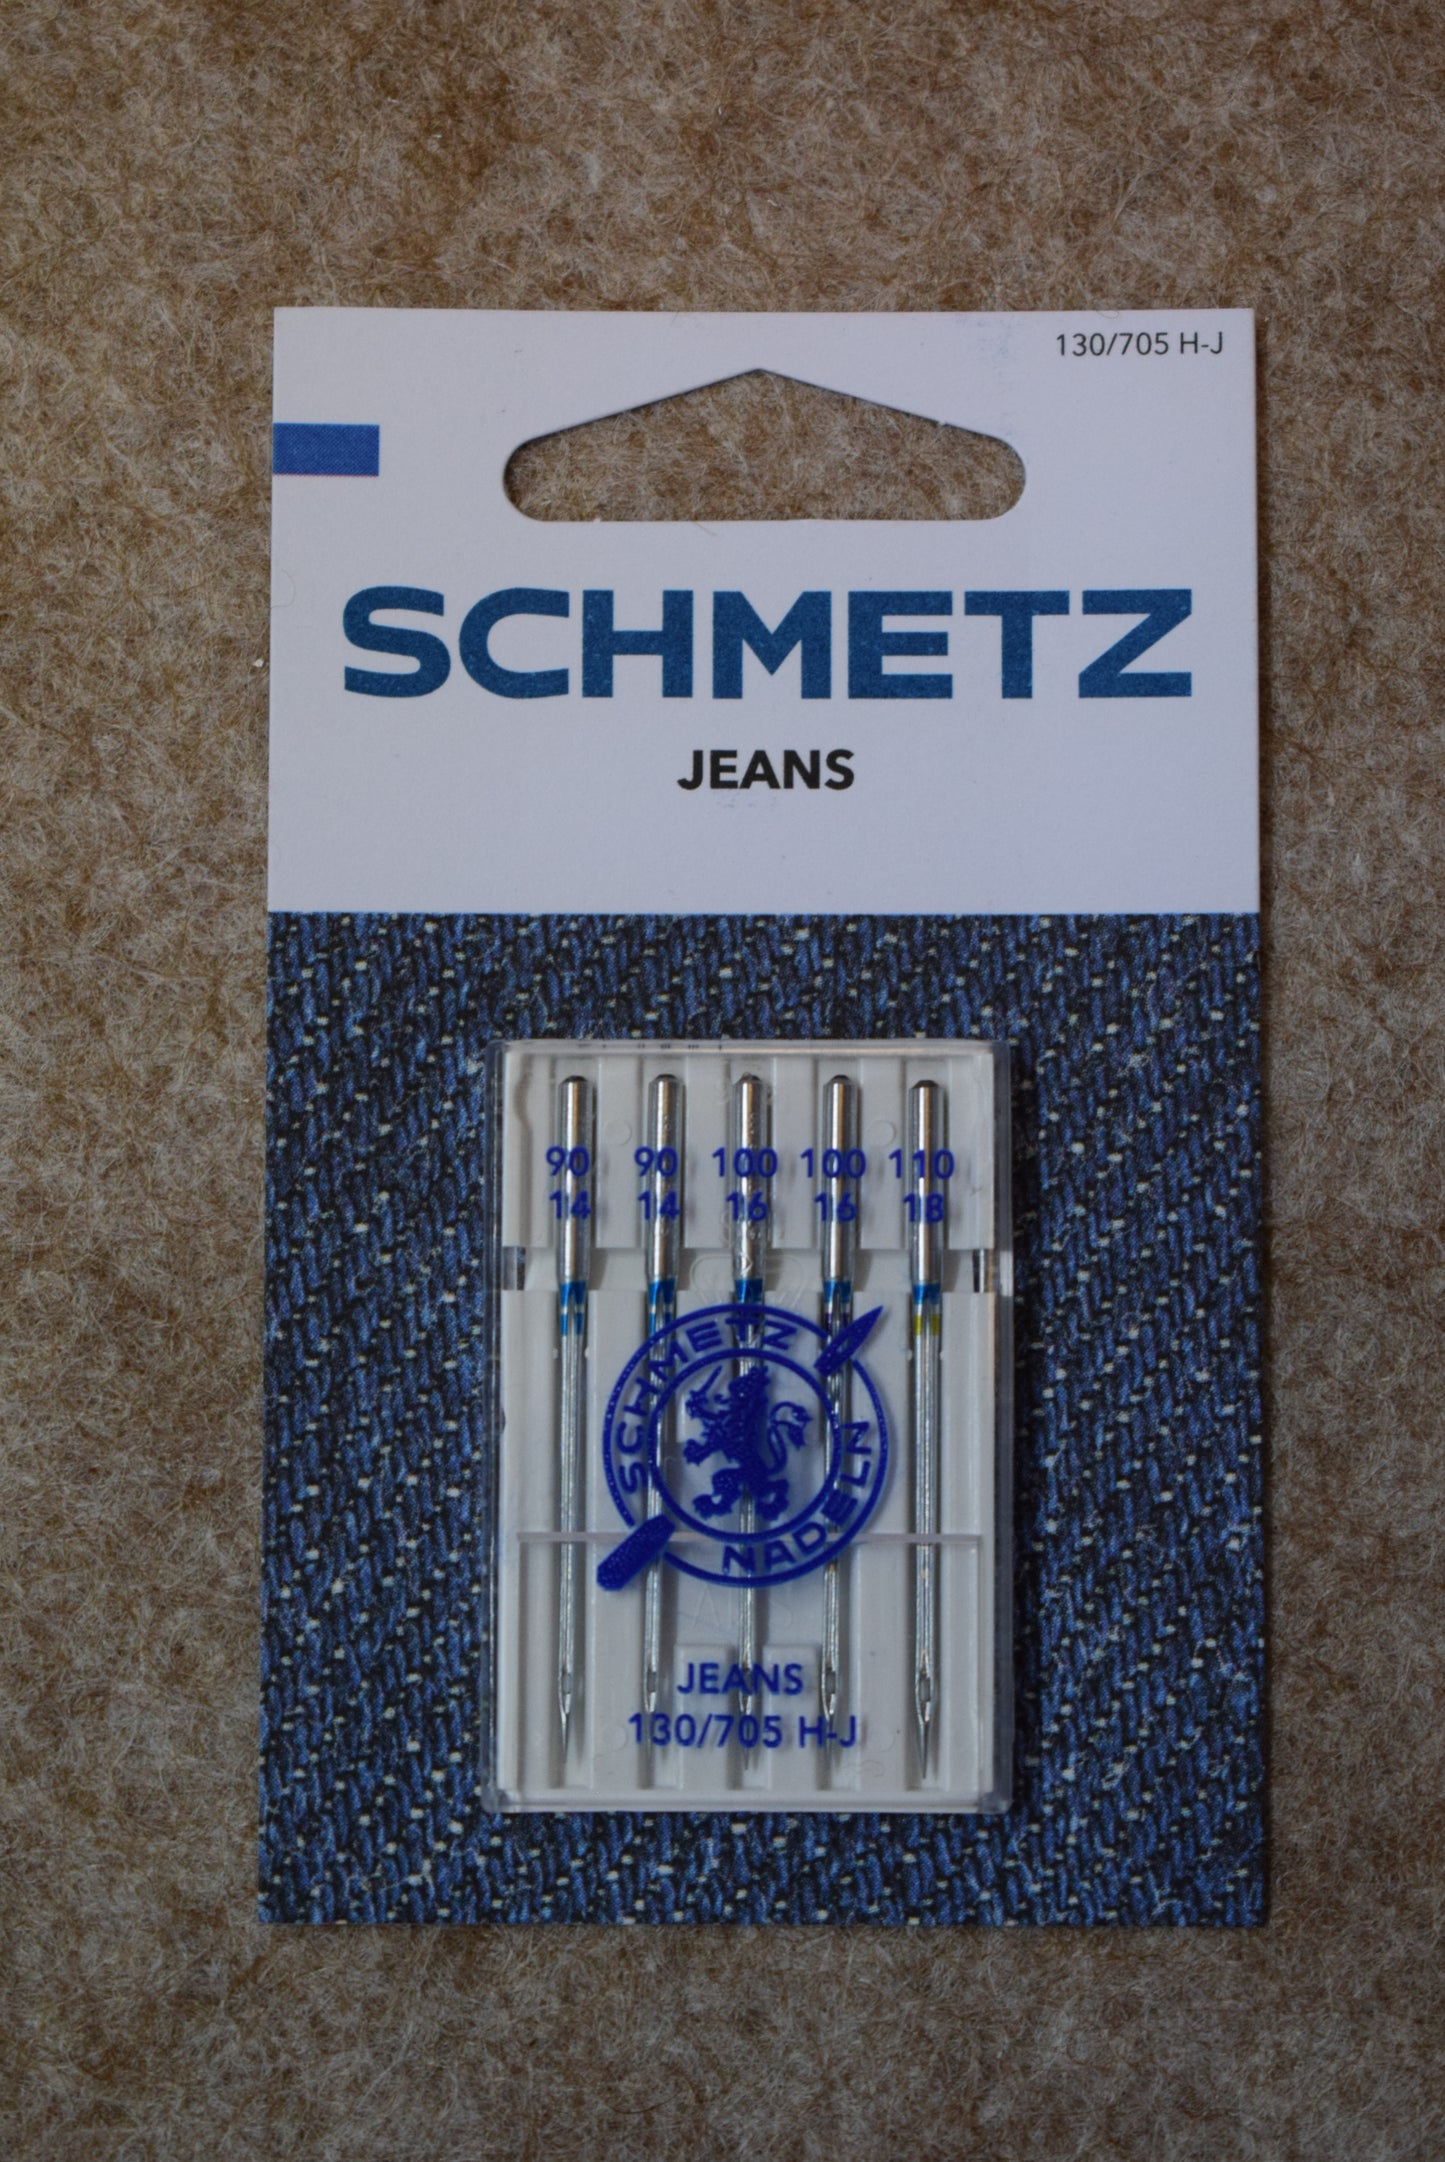 130/705 H-J
SCHMETZ
JEANS
90 90 100 100 110
14 14 16 16 18
SCHMETZ
NADELN
JEANS
130/705 H-J